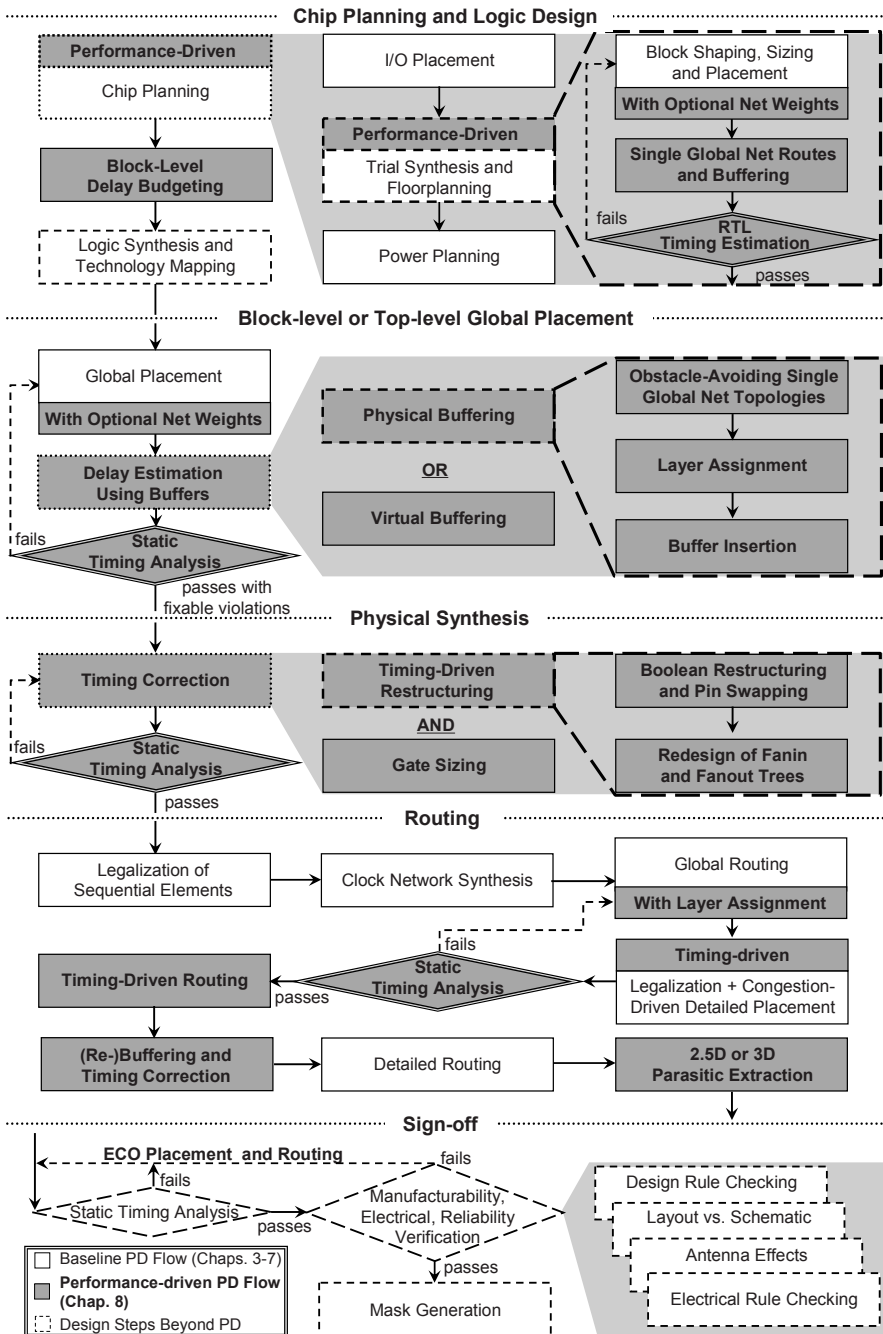 Chip Planning and Logic Design
Performance-Driven
Chip Planning
Block-Level
Delay Budgeting
Logic Synthesis and
Technology Mapping
I/O Placement
Performance-Driven
Trial Synthesis and
Floorplanning
Power Planning
Block Shaping, Sizing
and Placement
With Optional Net Weights
Single Global Net Routes
and Buffering
fails
RTL
Timing Estimation
passes
Block-level or Top-level Global Placement
Global Placement
With Optional Net Weights
Delay Estimation
Using Buffers
fails
Static
Timing Analysis
passes with
fixable violations
Physical Buffering
OR
Virtual Buffering
Obstacle-Avoiding Single
Global Net Topologies
Layer Assignment
Buffer Insertion
Physical Synthesis
Timing Correction
fails
Static
Timing Analysis
passes
Timing-Driven
Restructuring
AND
Gate Sizing
Boolean Restructuring
and Pin Swapping
Redesign of Fanin
and Fanout Trees
Routing
Legalization of
Sequential Elements
Clock Network Synthesis
Global Routing
With Layer Assignment
fails
Timing-driven
Legalization + Congestion-
Driven Detailed Placement
Static
Timing Analysis
passes
Timing-Driven Routing
(Re-)Buffering and
Timing Correction
Detailed Routing
2.5D or 3D
Parasitic Extraction
Sign-off
ECO Placement and Routing
fails
fails
Static Timing Analysis
passes
Manufacturability,
Electrical, Reliability
Verification
passes
Mask Generation
Design Rule Checking
Layout vs. Schematic
Antenna Effects
Electrical Rule Checking
Baseline PD Flow (Chaps. 3-7)
Performance-driven PD Flow
(Chap. 8)
Design Steps Beyond PD